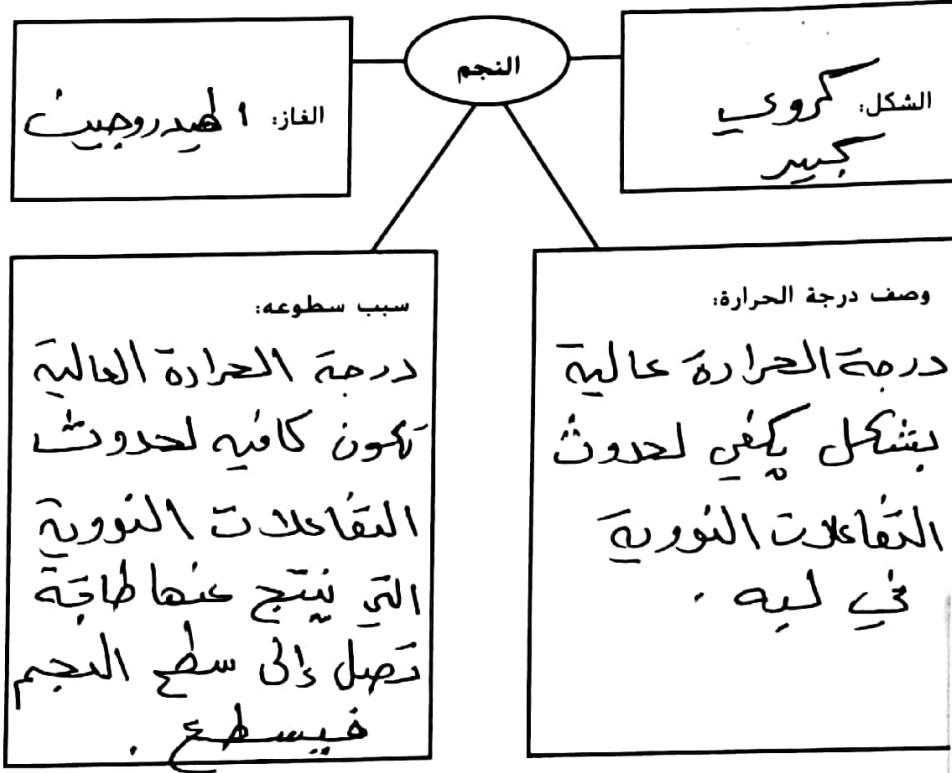 النجم
الشكل: كروي
كبير
الغاز: الهيدروجين
وصف درجة الحرارة:
درجة الحرارة عالية
بشكل يكفي لحدوث
التفاعلات النووية
في لبه .
سبب سطوعه:
درجة الحرارة العالية
تكون كافيه لحدوث
التفاعلات النووية
التي ينتج عنها طاقة
تصل إلى سطح النجم
فيسطع .